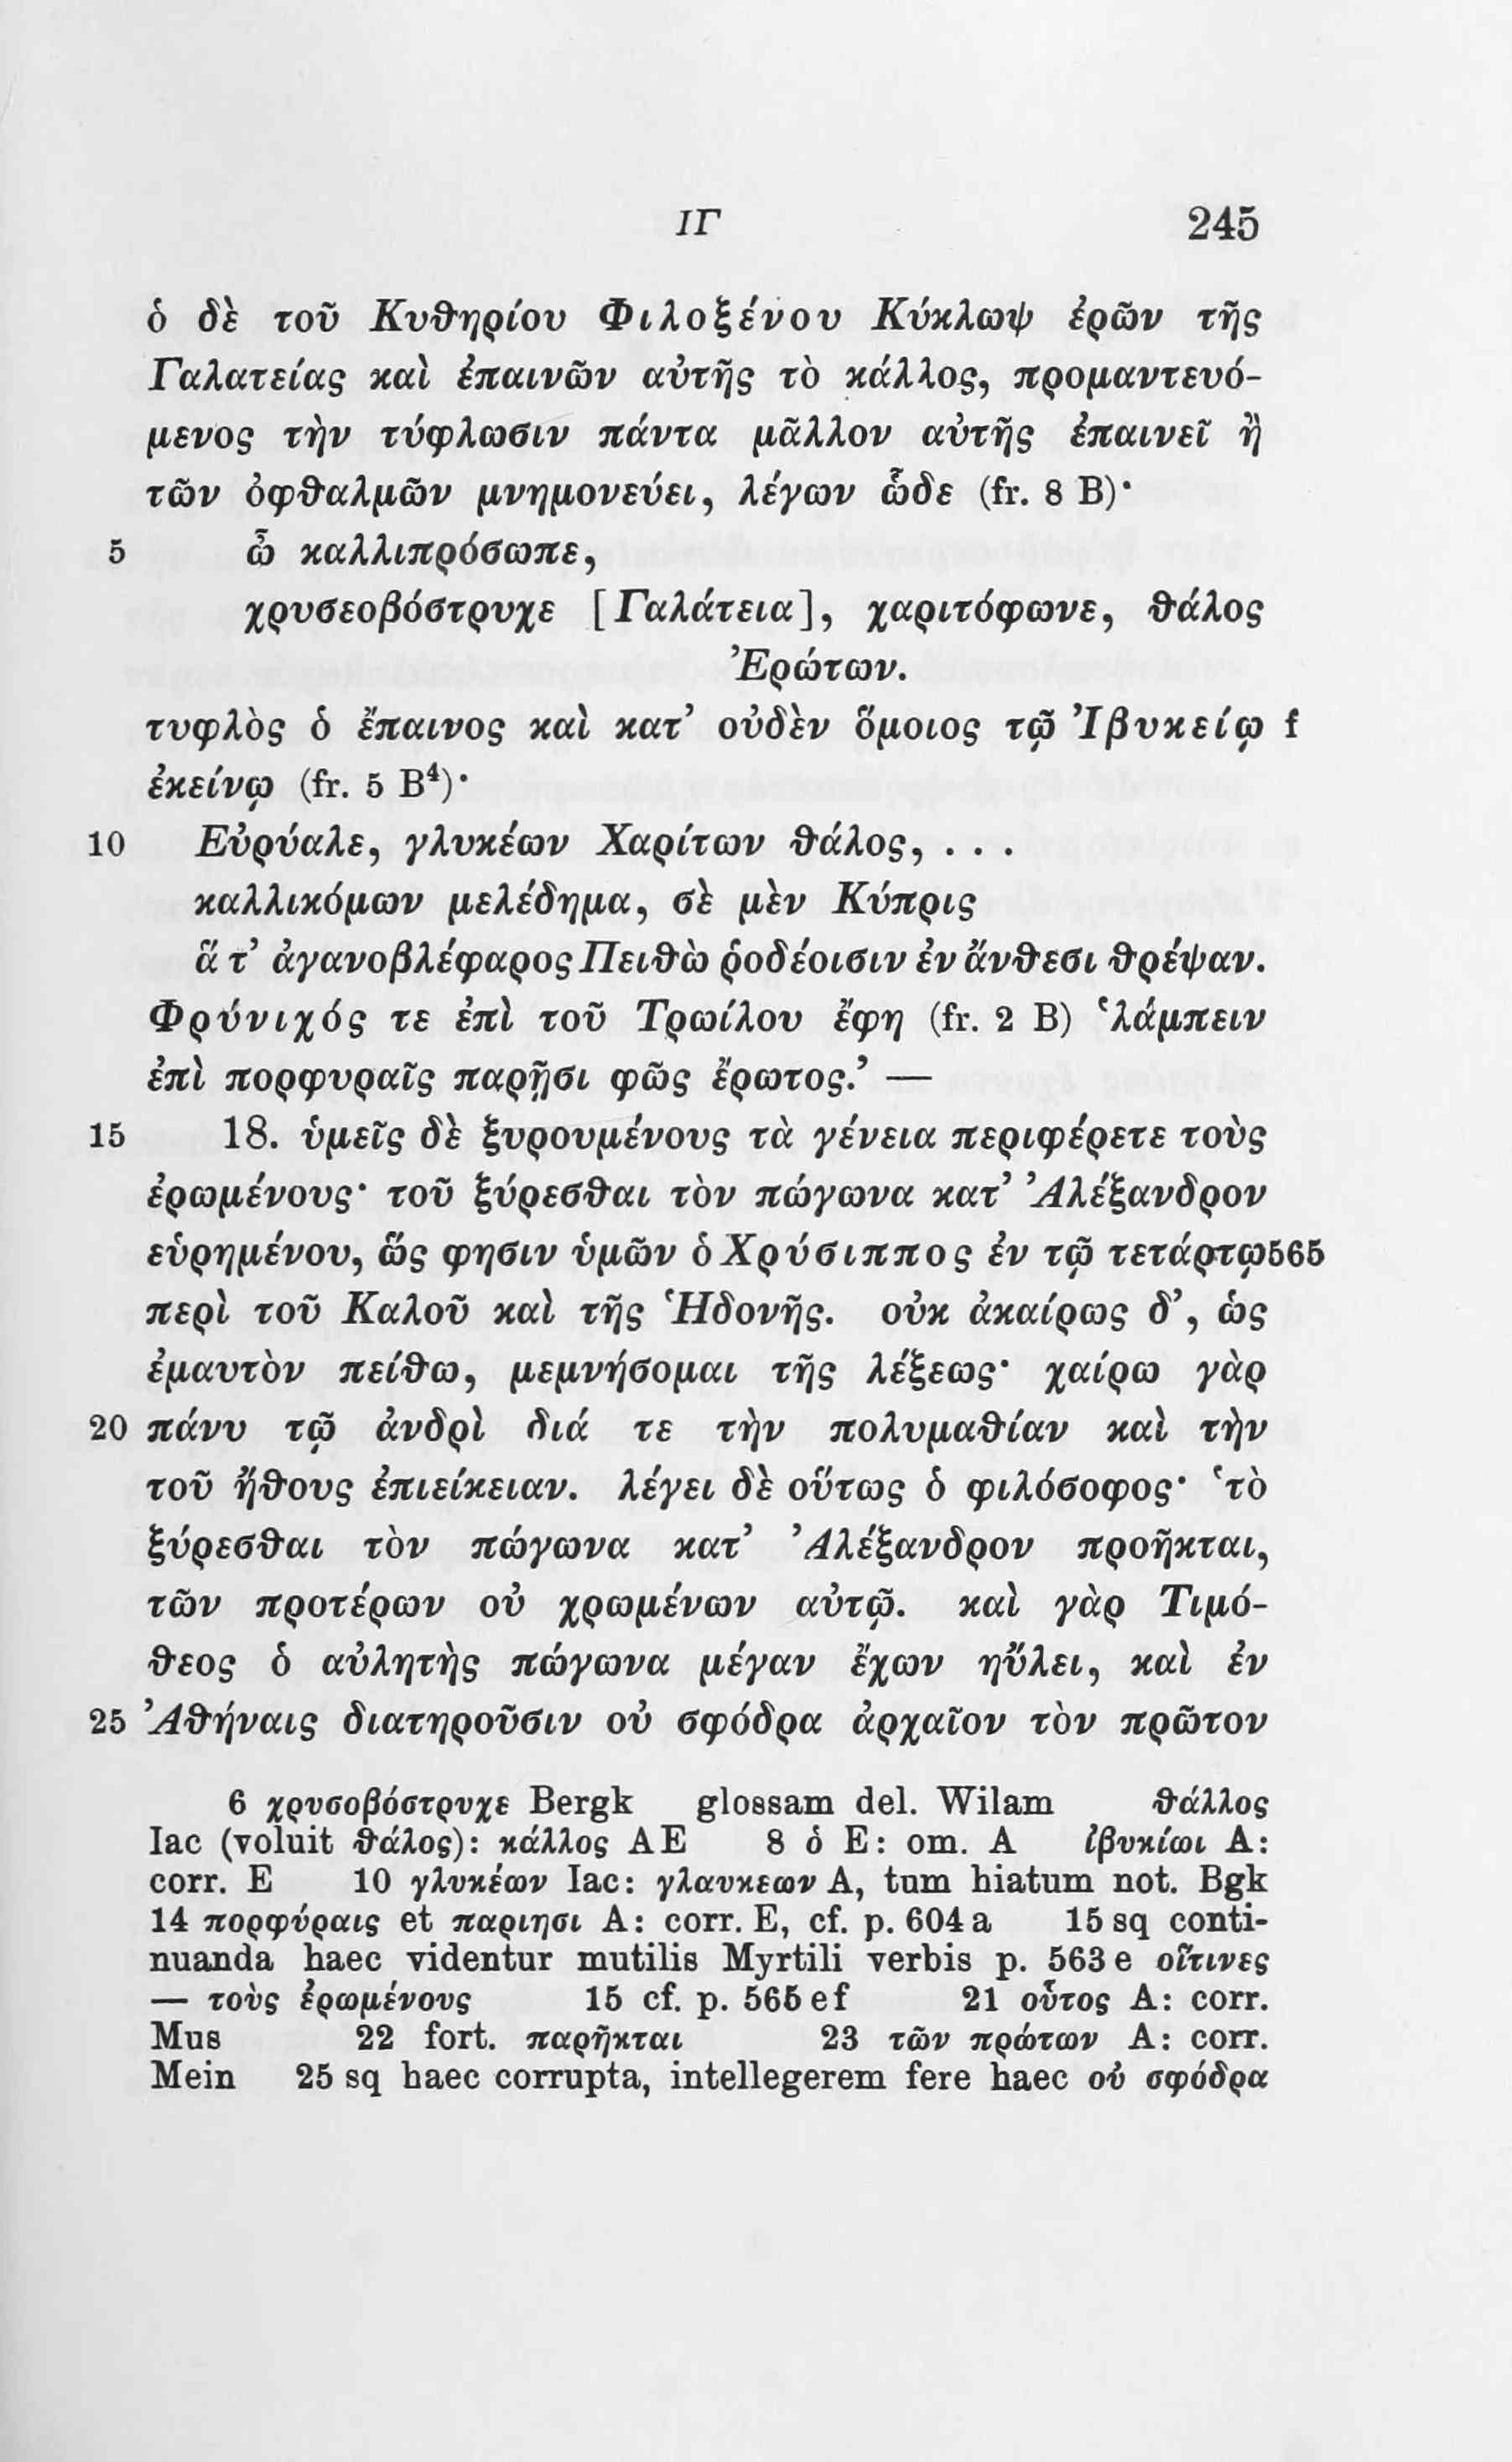 ΙΓ 245
ὁ δὲ τοῦ Κυθηρίου Φιλοξένου Κύκλωψ ἐρῶν τῆς
Γαλατείας καὶ ἐπαινῶν αὐτῆς τὸ κάλλος, προμαντευό-
μενος τὴν τύφλωσιν πάντα μᾶλλον αὐτῆς ἐπαινεῖ ἢ
τῶν ὀφθαλμῶν μνημονεύει, λέγων ὧδε (fr. 8 B)·
5 ὦ καλλιπρόσωπε,
χρυσεοβόστρυχε [Γαλάτεια], χαριτόφωνε, θάλος
Ἐρώτων.
τυφλὸς ὁ ἔπαινος καὶ κατ’ οὐδὲν ὅμοιος τῷ Ἰβυκείῳ f
ἐκείνῳ (fr. 5 B⁴)·
10 Εὐρύαλε, γλυκέων Χαρίτων θάλος, . . .
καλλικόμων μελέδημα, σὲ μὲν Κύπρις
ἅ τ’ ἀγανοβλέφαρος Πειθὼ ῥοδέοισιν ἐν ἄνθεσι θρέψαν.
Φρύνιχός τε ἐπὶ τοῦ Τρωίλου ἔφη (fr. 2 B) ‘λάμπειν
ἐπὶ πορφυραῖς παρῇσι φῶς ἔρωτος.’ —
15 18. ὑμεῖς δὲ ξυρουμένους τὰ γένεια περιφέρετε τοὺς
ἐρωμένους· τοῦ ξύρεσθαι τὸν πώγωνα κατ’ Ἀλέξανδρον
εὑρημένου, ὥς φησιν ὑμῶν ὁ Χρύσιππος ἐν τῷ τετάρτῳ 565
περὶ τοῦ Καλοῦ καὶ τῆς Ἡδονῆς. οὐκ ἀκαίρως δ’, ὡς
ἐμαυτὸν πείθω, μεμνήσομαι τῆς λέξεως· χαίρω γὰρ
20 πάνυ τῷ ἀνδρὶ διά τε τὴν πολυμαθίαν καὶ τὴν
τοῦ ἤθους ἐπιείκειαν. λέγει δὲ οὕτως ὁ φιλόσοφος· ‘τὸ
ξύρεσθαι τὸν πώγωνα κατ’ Ἀλέξανδρον προῆκται,
τῶν προτέρων οὐ χρωμένων αὐτῷ. καὶ γὰρ Τιμό-
θεος ὁ αὐλητὴς πώγωνα μέγαν ἔχων ηὔλει, καὶ ἐν
25 Ἀθήναις διατηροῦσιν οὐ σφόδρα ἀρχαῖον τὸν πρῶτον
6 χρυσοβόστρυχε Bergk glossam del. Wilam θάλλος
Iac (voluit θάλος): κάλλος AE 8 ὁ E: om. A ἰβυκίωι A:
corr. E 10 γλυκέων Iac: γλαυκεων A, tum hiatum not. Bgk
14 πορφύραις et παριησι A: corr. E, cf. p. 604 a 15 sq conti-
nuanda haec videntur mutilis Myrtili verbis p. 563 e οἵτινες
— τοὺς ἐρωμένους 15 cf. p. 565 e f 21 οὗτος A: corr.
Mus 22 fort. παρῆκται 23 τῶν πρώτων A: corr.
Mein 25 sq haec corrupta, intellegerem fere haec οὐ σφόδρα